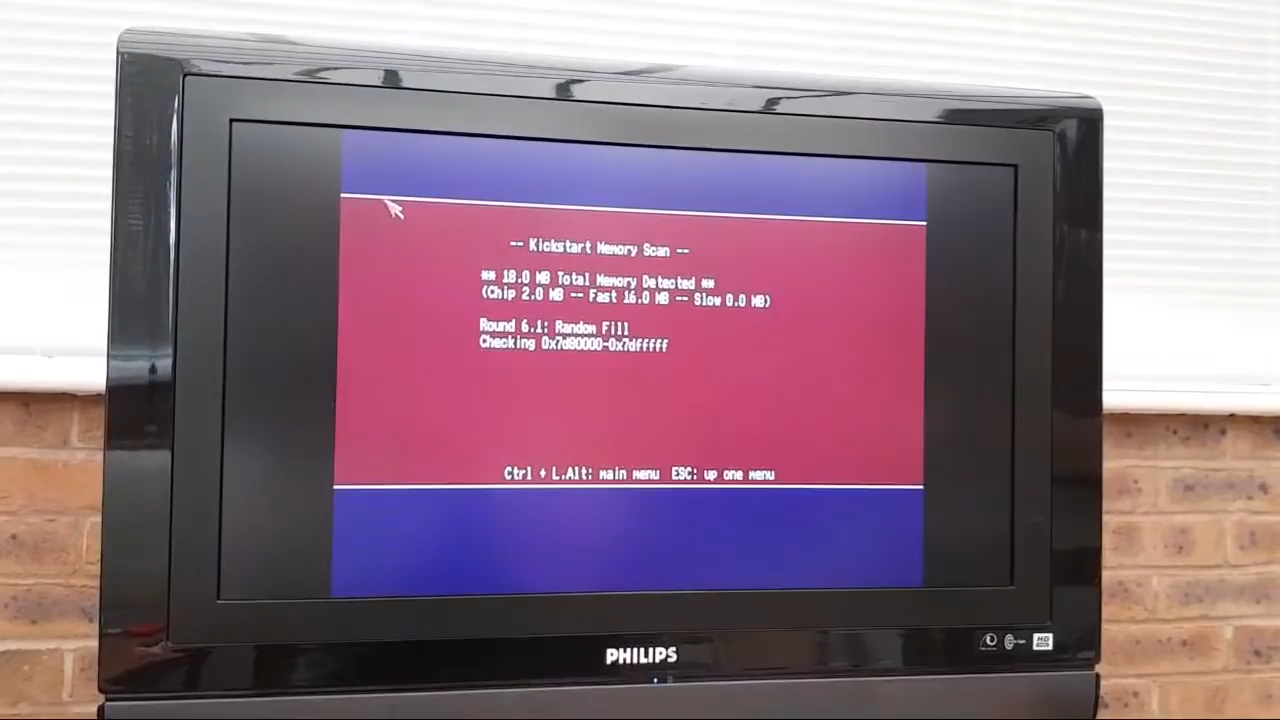 -- Kickstart Memory Scan --
** 18.0 MB Total Memory Detected **
(Chip 2.0 MB -- Fast 16.0 MB -- Slow 0.0 MB)
Round 6.1: Random Fill
Checking 0x7d80000-0x7dfffff
Ctrl + L.Alt: main menu ESC: up one menu
PHILIPS
HD